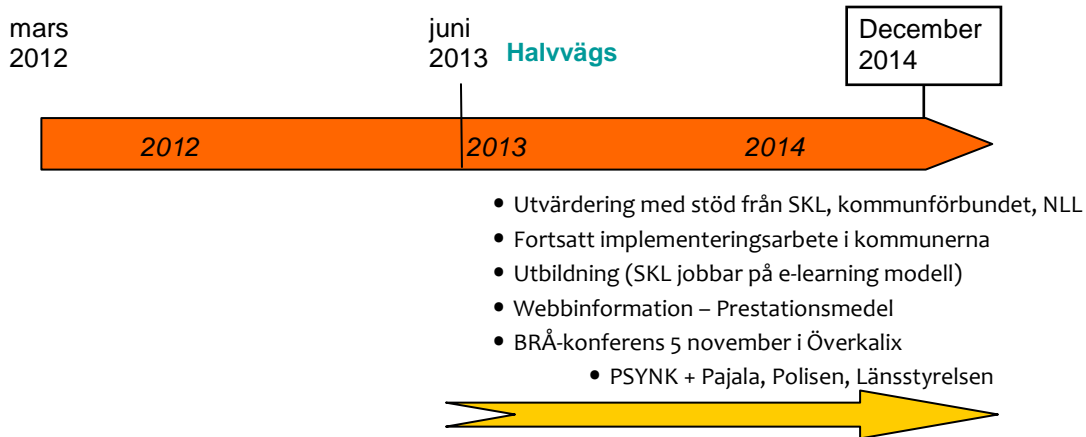 mars
2012
juni
2013 Halvvägs
December
2014
2012 2013 2014
• Utvärdering med stöd från SKL, kommunförbundet, NLL
• Fortsatt implementeringsarbete i kommunerna
• Utbildning (SKL jobbar på e-learning modell)
• Webbinformation – Prestationsmedel
• BRÅ-konferens 5 november i Överkalix
• PSYNK + Pajala, Polisen, Länsstyrelsen